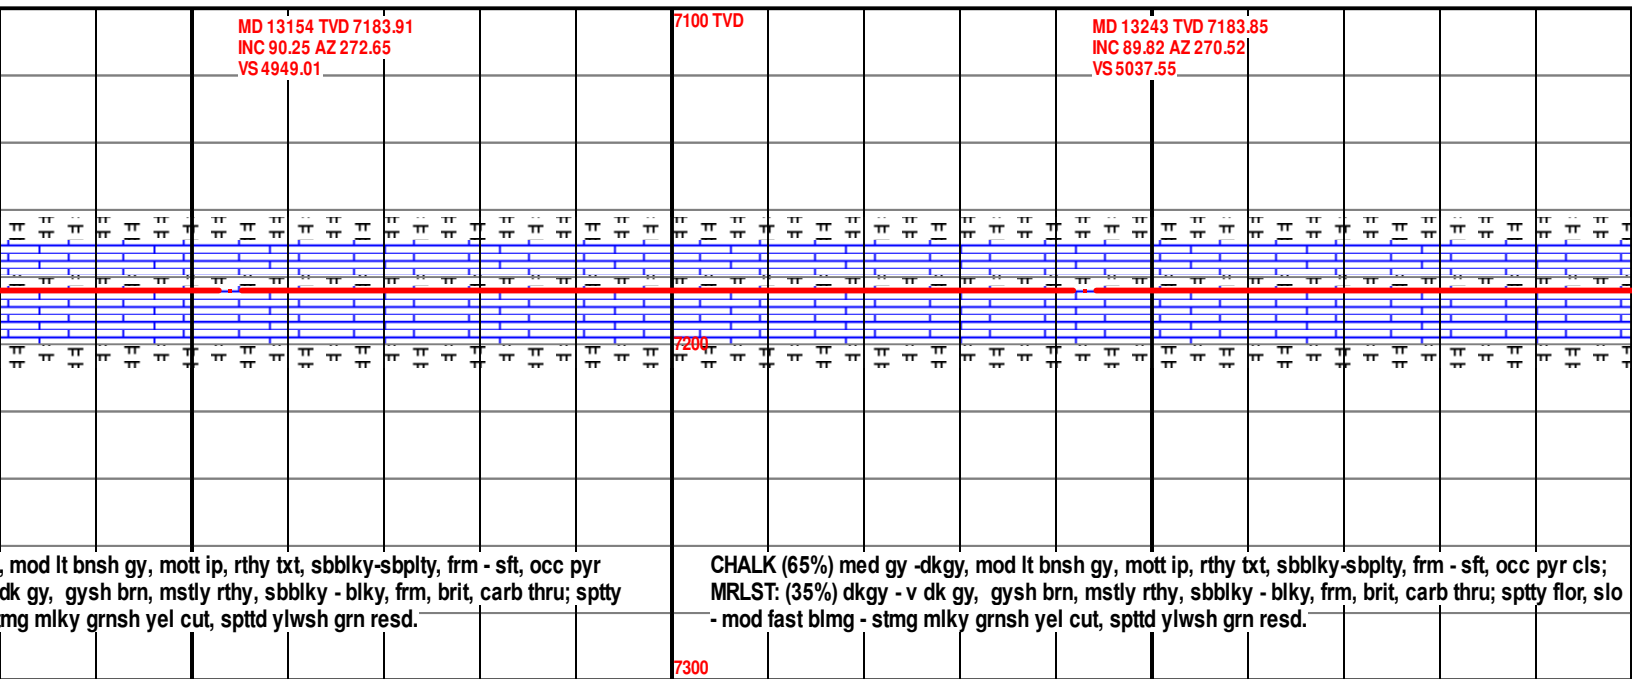 MD 13154 TVD 7183.91
INC 90.25 AZ 272.65
VS 4949.01
7100 TVD
MD 13243 TVD 7183.85
INC 89.82 AZ 270.52
VS 5037.55
7200
, mod lt bnsh gy, mott ip, rthy txt, sbblky-sbplty, frm - sft, occ pyr
dk gy, gysh brn, mstly rthy, sbblky - blky, frm, brit, carb thru; sptty
mg mlky grnsh yel cut, spttd ylwsh grn resd.
CHALK (65%) med gy -dkgy, mod lt bnsh gy, mott ip, rthy txt, sbblky-sbplty, frm - sft, occ pyr cls;
MRLST: (35%) dkgy - v dk gy, gysh brn, mstly rthy, sbblky - blky, frm, brit, carb thru; sptty flor, slo
- mod fast blmg - stmg mlky grnsh yel cut, spttd ylwsh grn resd.
7300